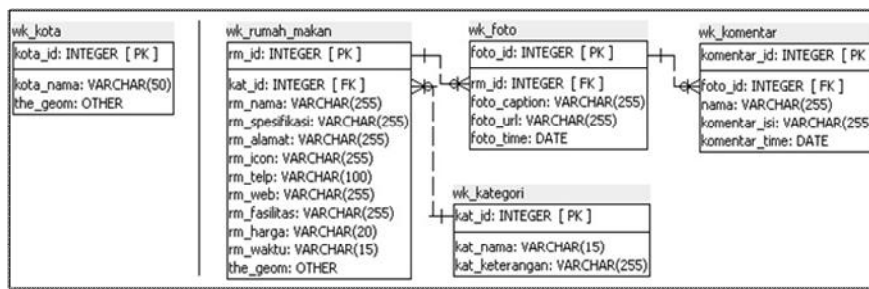 wk_kota
kota_id: INTEGER [ PK ]
kota_nama: VARCHAR(50)
the_geom: OTHER
wk_rumah_makan
rm_id: INTEGER [ PK ]
kat_id: INTEGER [ FK ]
rm_nama: VARCHAR(255)
rm_spesifikasi: VARCHAR(255)
rm_alamat: VARCHAR(255)
rm_icon: VARCHAR(255)
rm_telp: VARCHAR(100)
rm_web: VARCHAR(255)
rm_fasilitas: VARCHAR(255)
rm_harga: VARCHAR(20)
rm_waktu: VARCHAR(15)
the_geom: OTHER
wk_foto
foto_id: INTEGER [ PK ]
rm_id: INTEGER [ FK ]
foto_caption: VARCHAR(255)
foto_url: VARCHAR(255)
foto_time: DATE
wk_kategori
kat_id: INTEGER [ PK ]
kat_nama: VARCHAR(15)
kat_keterangan: VARCHAR(255)
wk_komentar
komentar_id: INTEGER [ PK
foto_id: INTEGER [ FK ]
nama: VARCHAR(255)
komentar_isi: VARCHAR(255
komentar_time: DATE